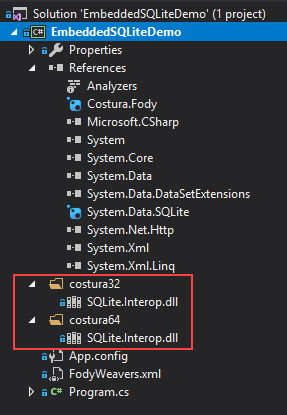 Solution 'EmbeddedSQLiteDemo' (1 project)
C# EmbeddedSQLiteDemo
Properties
References
Analyzers
Costura.Fody
Microsoft.CSharp
System
System.Core
System.Data
System.Data.DataSetExtensions
System.Data.SQLite
System.Net.Http
System.Xml
System.Xml.Linq
costura32
SQLite.Interop.dll
costura64
SQLite.Interop.dll
App.config
FodyWeavers.xml
C# Program.cs